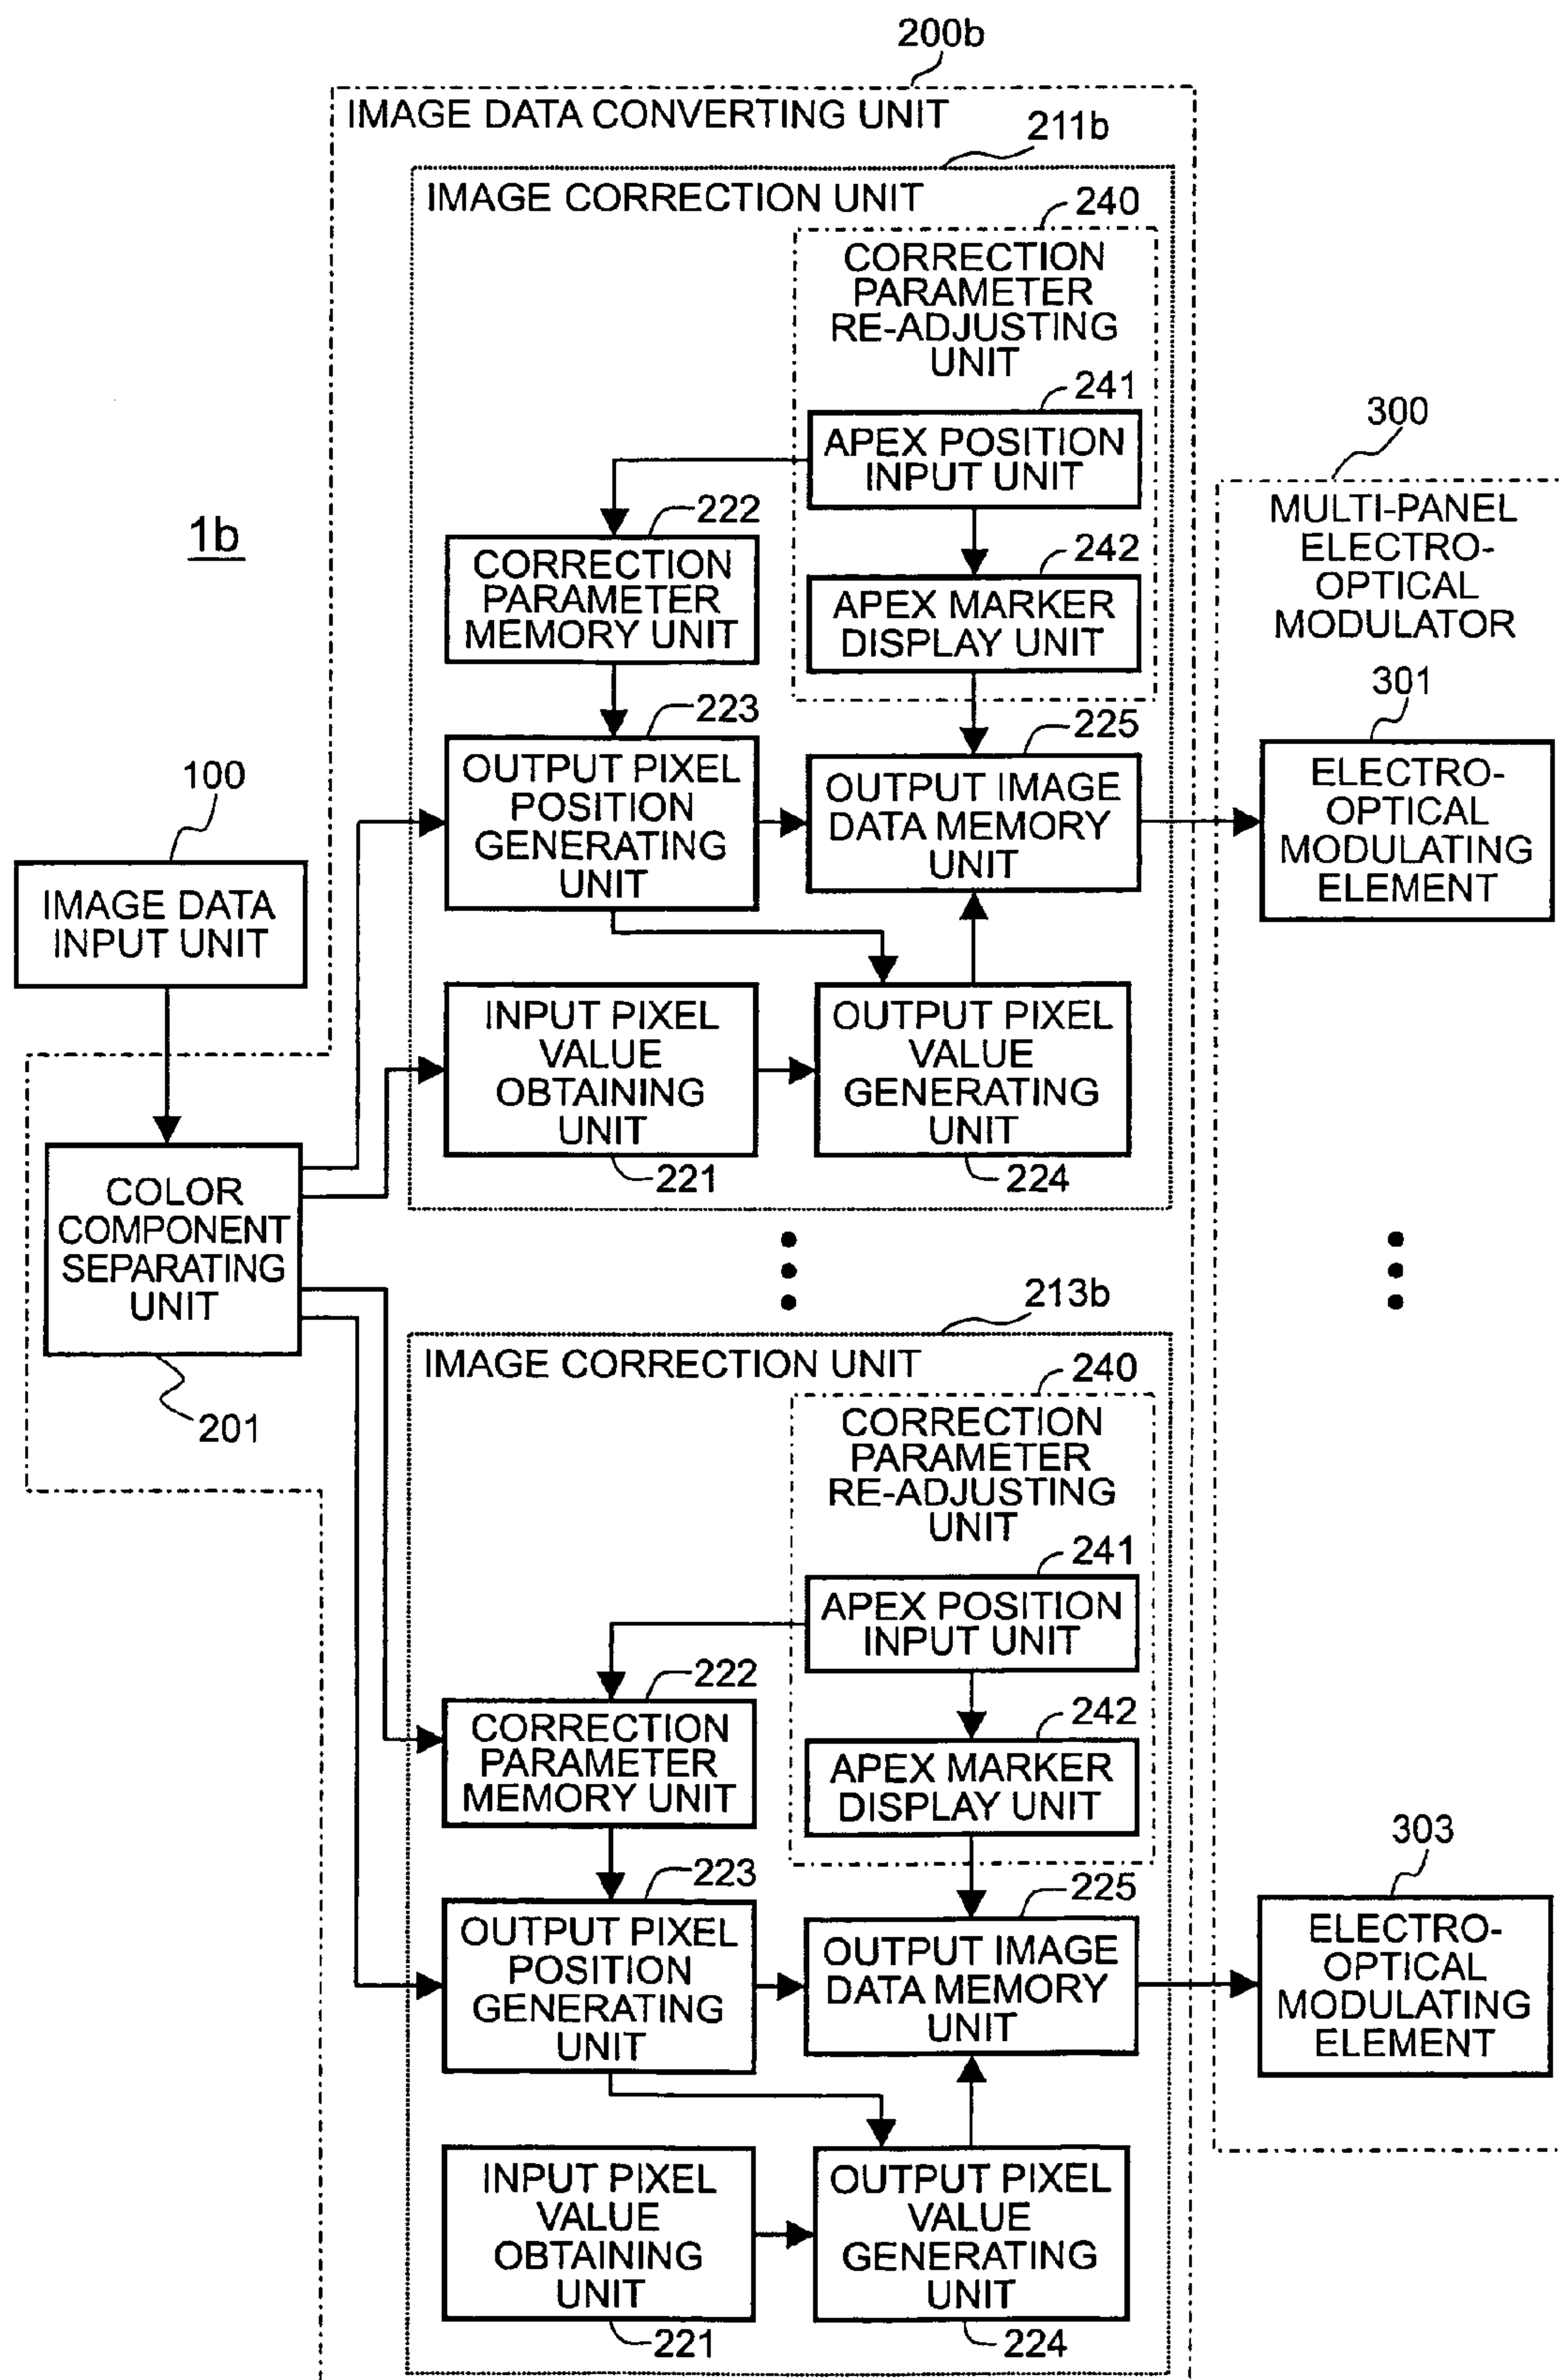 200b
IMAGE DATA CONVERTING UNIT
211b
IMAGE CORRECTION UNIT
240
CORRECTION
PARAMETER
RE-ADJUSTING
UNIT
241
APEX POSITION
INPUT UNIT
300
MULTI-PANEL
ELECTRO-
OPTICAL
MODULATOR
1b
222
CORRECTION
PARAMETER
MEMORY UNIT
242
APEX MARKER
DISPLAY UNIT
301
ELECTRO-
OPTICAL
MODULATING
ELEMENT
223
OUTPUT PIXEL
POSITION
GENERATING
UNIT
225
OUTPUT IMAGE
DATA MEMORY
UNIT
100
IMAGE DATA
INPUT UNIT
INPUT PIXEL
VALUE
OBTAINING
UNIT
221
OUTPUT PIXEL
VALUE
GENERATING
UNIT
224
COLOR
COMPONENT
SEPARATING
UNIT
201
213b
IMAGE CORRECTION UNIT
240
CORRECTION
PARAMETER
RE-ADJUSTING
UNIT
241
APEX POSITION
INPUT UNIT
222
CORRECTION
PARAMETER
MEMORY UNIT
242
APEX MARKER
DISPLAY UNIT
303
ELECTRO-
OPTICAL
MODULATING
ELEMENT
223
OUTPUT PIXEL
POSITION
GENERATING
UNIT
225
OUTPUT IMAGE
DATA MEMORY
UNIT
INPUT PIXEL
VALUE
OBTAINING
UNIT
221
OUTPUT PIXEL
VALUE
GENERATING
UNIT
224